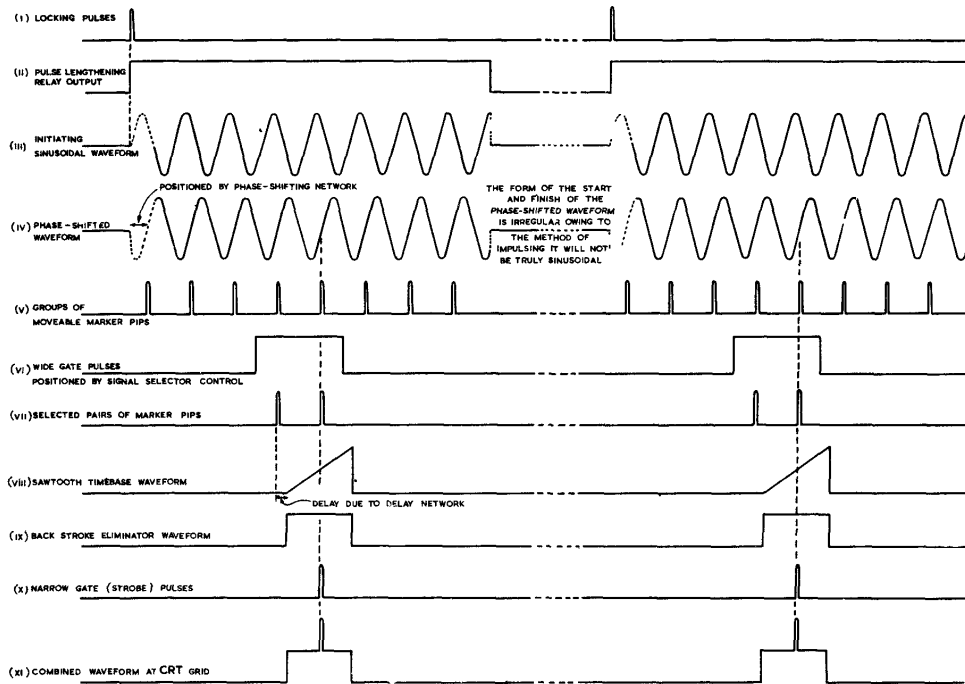 (I) LOCKING PULSES
(II) PULSE LENGTHENING
RELAY OUTPUT
(III) INITIATING
SINUSOIDAL WAVEFORM
POSITIONED BY PHASE-SHIFTING NETWORK
(IV) PHASE-SHIFTED
WAVEFORM
THE FORM OF THE START
AND FINISH OF THE
PHASE-SHIFTED WAVEFORM
IS IRREGULAR OWING TO
THE METHOD OF
IMPULSING IT WILL NOT
BE TRULY SINUSOIDAL
(V) GROUPS OF
MOVEABLE MARKER PIPS
(VI) WIDE GATE PULSES
POSITIONED BY SIGNAL SELECTOR CONTROL
(VII) SELECTED PAIRS OF MARKER PIPS
(VIII) SAWTOOTH TIMEBASE WAVEFORM
DELAY DUE TO DELAY NETWORK
(IX) BACK STROKE ELIMINATOR WAVEFORM
(X) NARROW GATE (STROBE) PULSES
(XI) COMBINED WAVEFORM AT CRT GRID